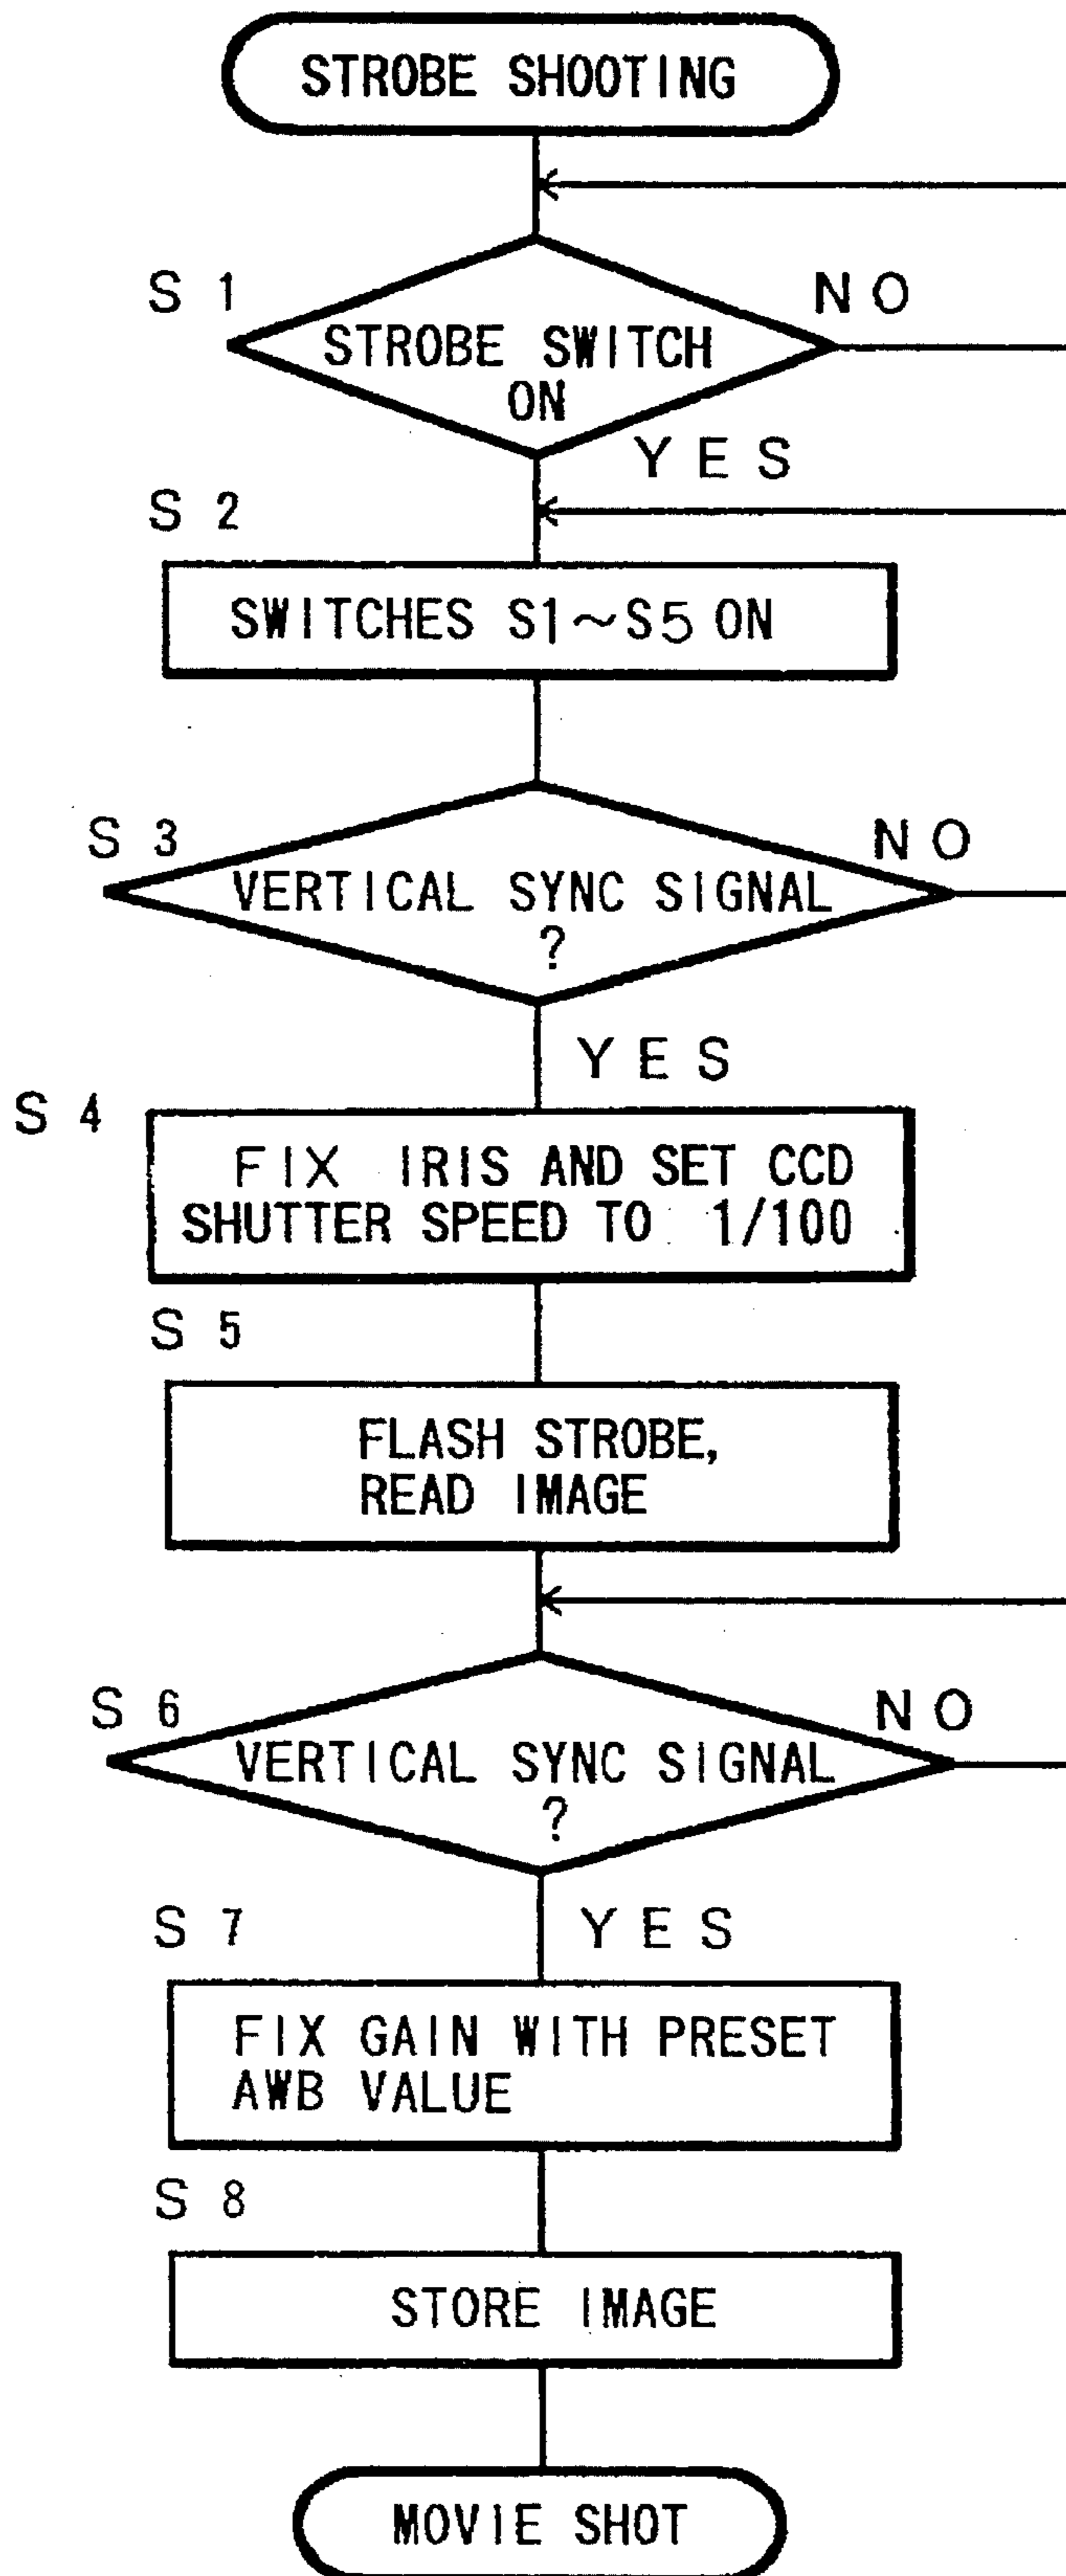 STROBE SHOOTING
S 1
NO
STROBE SWITCH
ON
YES
S 2
SWITCHES S1~S5 ON
S 3
NO
VERTICAL SYNC SIGNAL
?
YES
S 4
FIX IRIS AND SET CCD
SHUTTER SPEED TO 1/100
S 5
FLASH STROBE,
READ IMAGE
S 6
NO
VERTICAL SYNC SIGNAL
?
S 7
YES
FIX GAIN WITH PRESET
AWB VALUE
S 8
STORE IMAGE
MOVIE SHOT